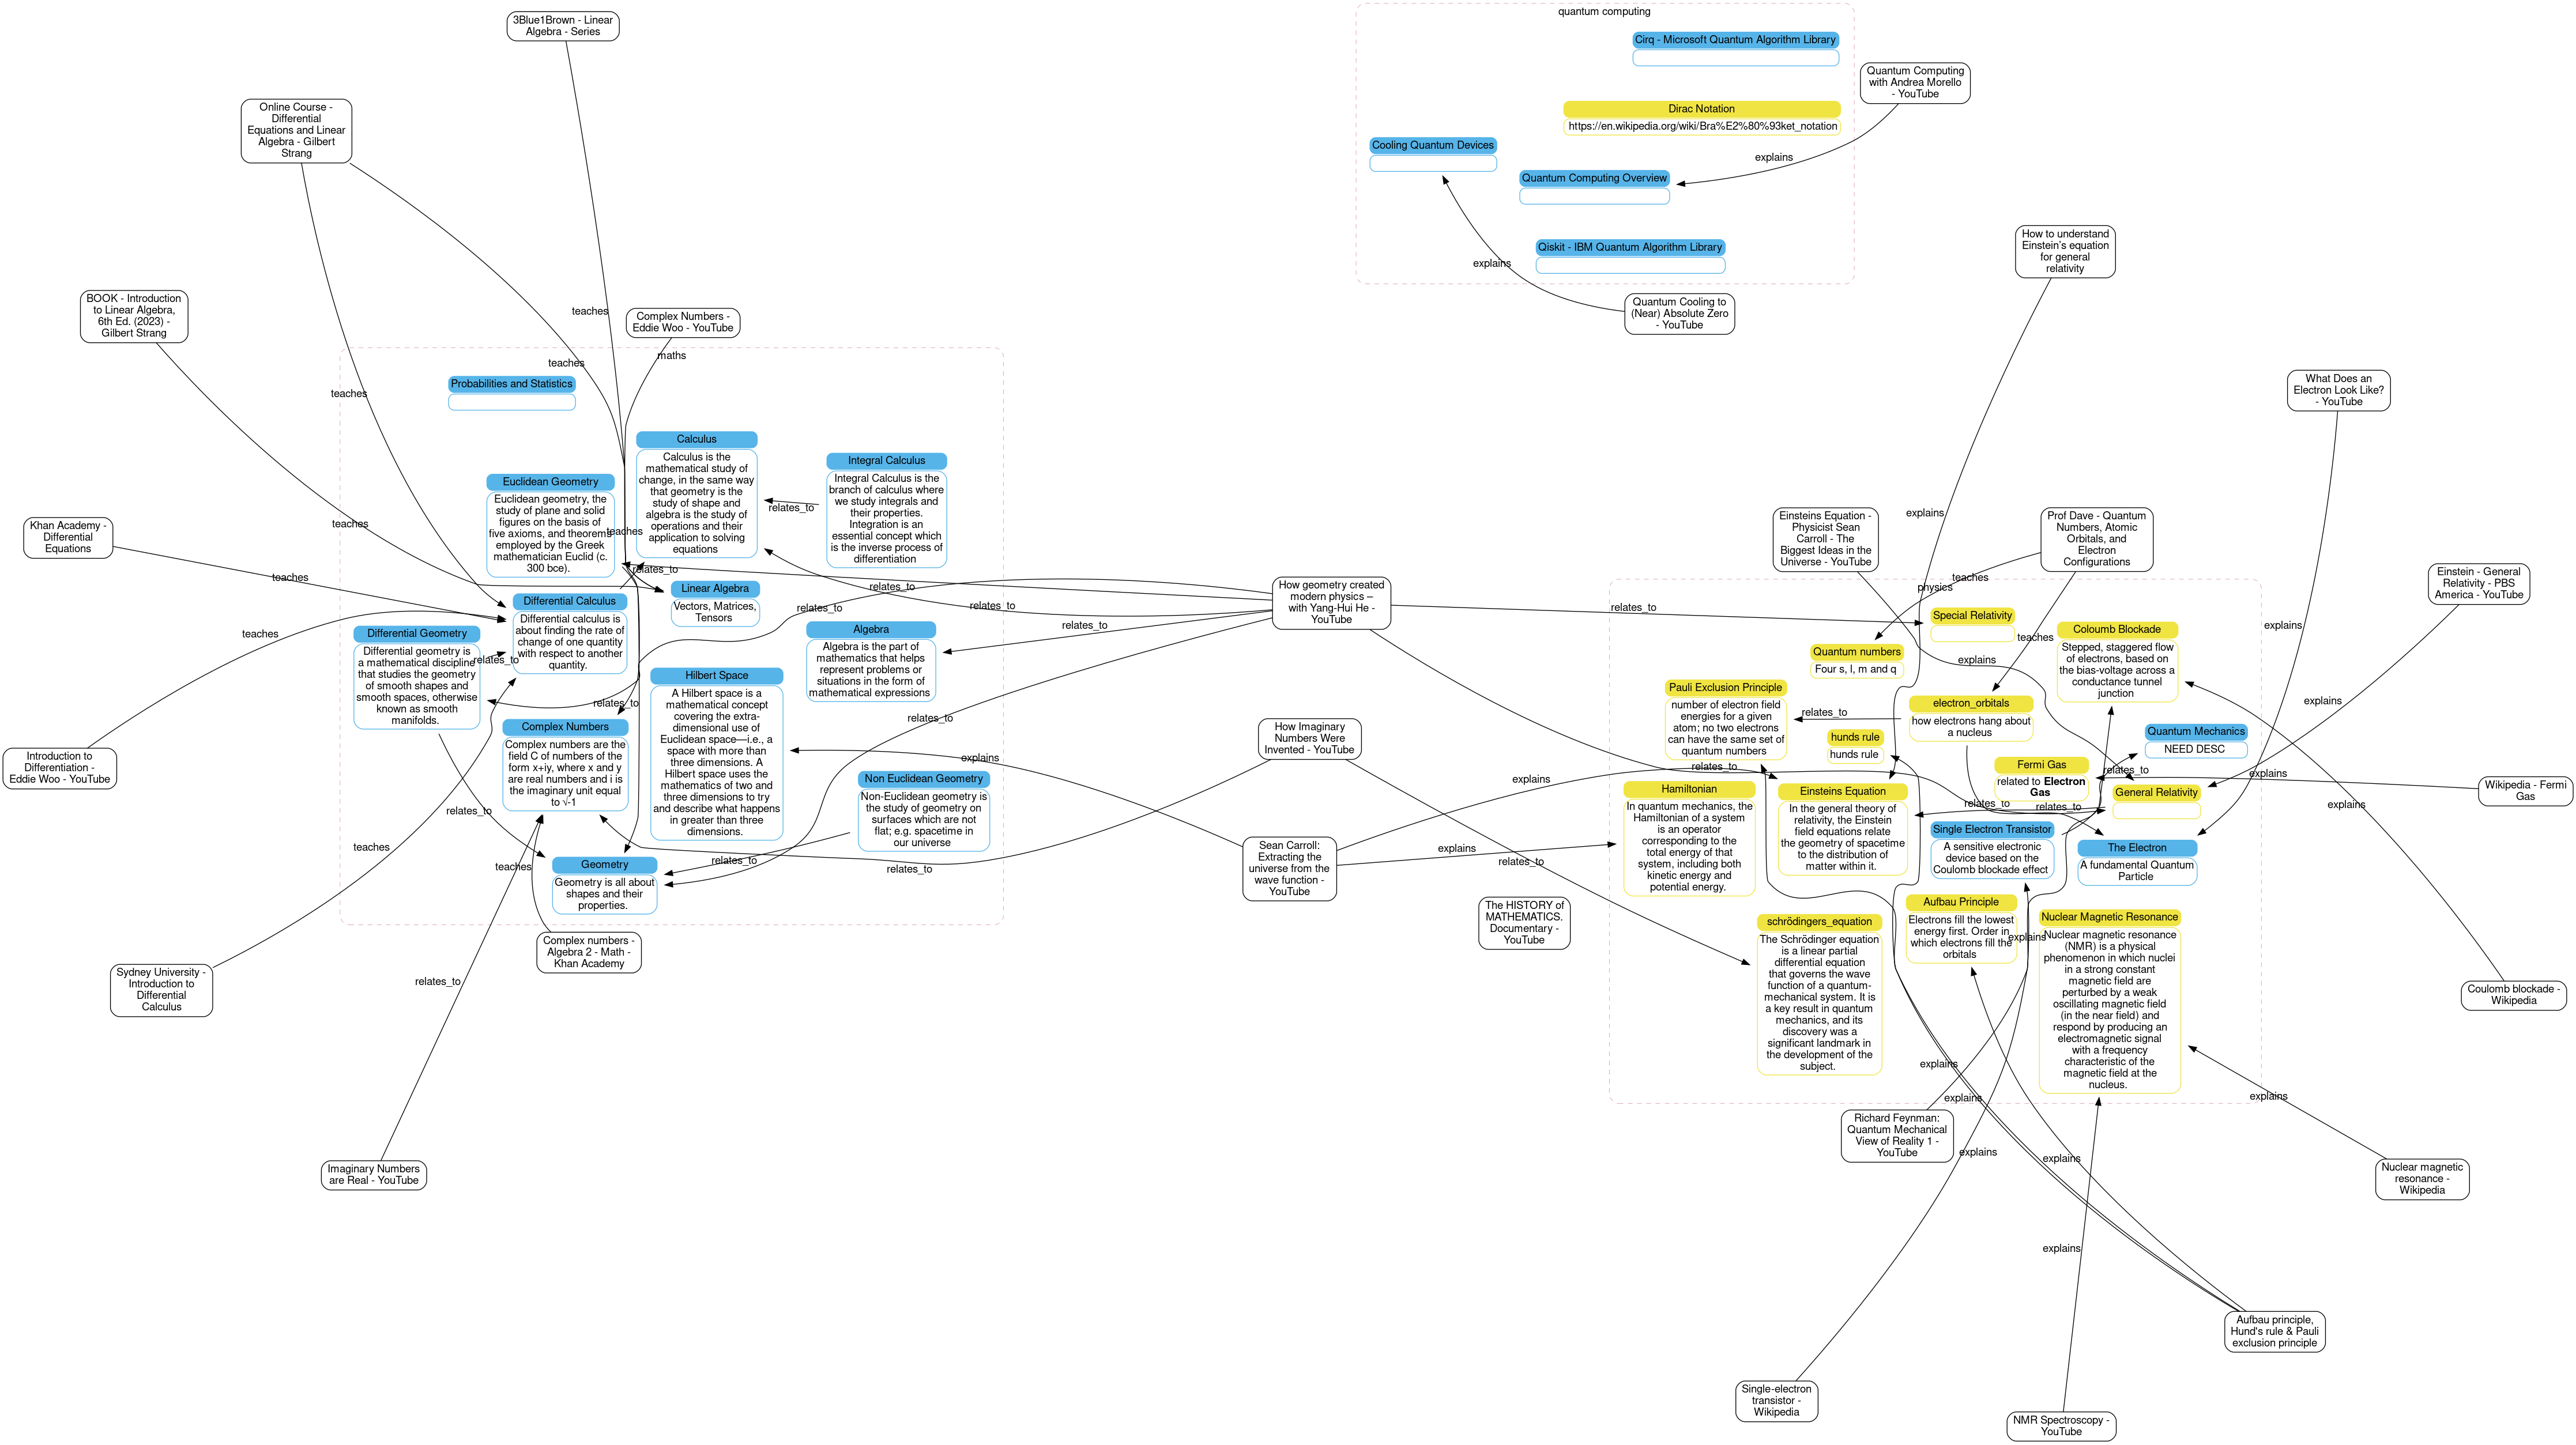 3Blue1Brown - Linear
Algebra - Series
quantum computing
Cirq - Microsoft Quantum Algorithm Library
Quantum Computing
with Andrea Morello
- YouTube
Online Course -
Differential
Equations and Linear
Algebra - Gilbert
Strang
Dirac Notation
https://en.wikipedia.org/wiki/Bra%E2%80%93ket_notation
Cooling Quantum Devices
explains
Quantum Computing Overview
Qiskit - IBM Quantum Algorithm Library
explains
How to understand
Einstein's equation
for general
relativity
BOOK - Introduction
to Linear Algebra,
6th Ed. (2023) -
Gilbert Strang
teaches
Complex Numbers -
Eddie Woo - YouTube
Quantum Cooling to
(Near) Absolute Zero
- YouTube
maths
teaches
teaches
Probabilities and Statistics
What Does an
Electron Look Like?
- YouTube
Calculus
Calculus is the
mathematical study of
change, in the same way
that geometry is the
study of shape and
algebra is the study of
operations and their
application to solving
equations
Integral Calculus
Integral Calculus is the
branch of calculus where
we study integrals and
their properties.
Integration is an
essential concept which
is the inverse process of
differentiation
relates_to
Euclidean Geometry
Euclidean geometry, the
study of plane and solid
figures on the basis of
five axioms, and theorems
employed by the Greek
mathematician Euclid (c.
300 bce).
teaches
teaches
Khan Academy -
Differential
Equations
teaches
relates_to
Linear Algebra
Vectors, Matrices,
Tensors
Differential Calculus
Differential calculus is
about finding the rate of
change of one quantity
with respect to another
quantity.
Differential Geometry
Differential geometry is
a mathematical discipline
that studies the geometry
of smooth shapes and
smooth spaces, otherwise
known as smooth
manifolds.
relates_to
teaches
Algebra
Algebra is the part of
mathematics that helps
represent problems or
situations in the form of
mathematical expressions
relates_to
relates_to
relates_to
relates_to
How geometry created
modern physics –
with Yang-Hui He -
YouTube
relates_to
Einsteins Equation -
Physicist Sean
Carroll - The
Biggest Ideas in the
Universe - YouTube
explains
Prof Dave - Quantum
Numbers, Atomic
Orbitals, and
Electron
Configurations
teaches
physics
Einstein - General
Relativity - PBS
America - YouTube
Special Relativity
teaches
explains
Coloumb Blockade
Stepped, staggered flow
of electrons, based on
the bias-voltage across a
conductance tunnel
junction
Quantum numbers
Four s, l, m and q
explains
Pauli Exclusion Principle
number of electron field
energies for a given
atom; no two electrons
can have the same set of
quantum numbers
relates_to
electron_orbitals
how electrons hang about
a nucleus
explains
Hilbert Space
A Hilbert space is a
mathematical concept
covering the extra-
dimensional use of
Euclidean space—i.e., a
space with more than
three dimensions. A
Hilbert space uses the
mathematics of two and
three dimensions to try
and describe what happens
in greater than three
dimensions.
relates_to
relates_to
Complex Numbers
Complex numbers are the
field C of numbers of the
form x+iy, where x and y
are real numbers and i is
the imaginary unit equal
to √-1
Introduction to
Differentiation -
Eddie Woo - YouTube
How Imaginary
Numbers Were
Invented - YouTube
explains
hunds rule
hunds rule
Quantum Mechanics
NEED DESC
Non Euclidean Geometry
Non-Euclidean geometry is
the study of geometry on
surfaces which are not
flat; e.g. spacetime in
our universe
relates_to
explains
Fermi Gas
related to Electron
Gas
relates_to
explains
Wikipedia - Fermi
Gas
Hamiltonian
In quantum mechanics, the
Hamiltonian of a system
is an operator
corresponding to the
total energy of that
system, including both
kinetic energy and
potential energy.
Einsteins Equation
In the general theory of
relativity, the Einstein
field equations relate
the geometry of spacetime
to the distribution of
matter within it.
General Relativity
relates_to
relates_to
explains
relates_to
teaches
Single Electron Transistor
A sensitive electronic
device based on the
Coulomb blockade effect
The Electron
A fundamental Quantum
Particle
Sean Carroll:
Extracting the
universe from the
wave function -
YouTube
explains
relates_to
Geometry
Geometry is all about
shapes and their
properties.
teaches
relates_to
relates_to
The HISTORY of
MATHEMATICS.
Documentary -
YouTube
Aufbau Principle
Electrons fill the lowest
energy first. Order in
which electrons fill the
orbitals
explains
schrödingers_equation
The Schrödinger equation
is a linear partial
differential equation
that governs the wave
function of a quantum-
mechanical system. It is
a key result in quantum
mechanics, and its
discovery was a
significant landmark in
the development of the
subject.
Nuclear Magnetic Resonance
Nuclear magnetic resonance
(NMR) is a physical
phenomenon in which nuclei
in a strong constant
magnetic field are
perturbed by a weak
oscillating magnetic field
(in the near field) and
respond by producing an
electromagnetic signal
with a frequency
characteristic of the
magnetic field at the
nucleus.
Complex numbers -
Algebra 2 - Math -
Khan Academy
Sydney University -
Introduction to
Differential
Calculus
relates_to
Coulomb blockade -
Wikipedia
explains
explains
explains
Richard Feynman:
Quantum Mechanical
View of Reality 1 -
YouTube
explains
explains
Imaginary Numbers
are Real - YouTube
Nuclear magnetic
resonance -
Wikipedia
explains
Aufbau principle,
Hund's rule & Pauli
exclusion principle
Single-electron
transistor -
Wikipedia
NMR Spectroscopy -
YouTube